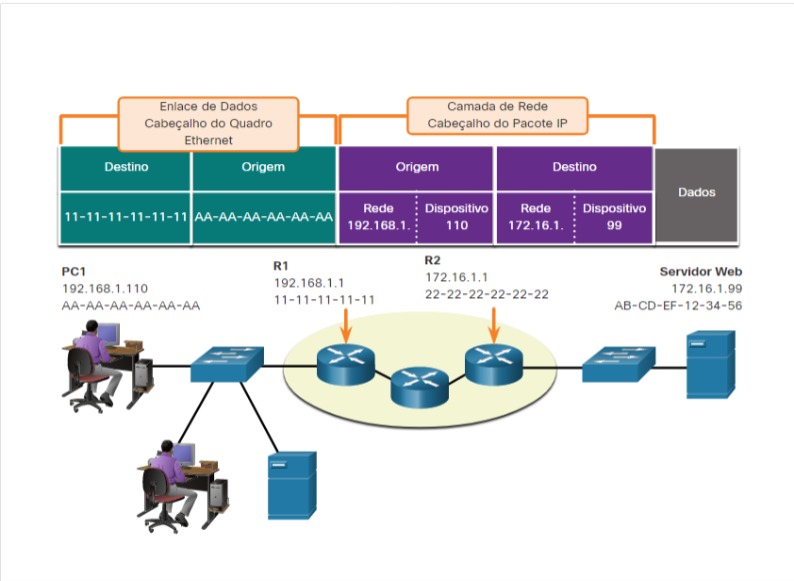 Enlace de Dados
Cabeçalho do Quadro
Ethernet
Camada de Rede
Cabeçalho do Pacote IP
Destino
Origem
Origem
Destino
Dados
11-11-11-11-11-11
AA-AA-AA-AA-AA-AA
Rede
192.168.1.
Dispositivo
110
Rede
172.16.1.
Dispositivo
99
PC1
192.168.1.110
AA-AA-AA-AA-AA-AA
R1
192.168.1.1
11-11-11-11-11
R2
172.16.1.1
22-22-22-22-22-22
Servidor Web
172.16.1.99
AB-CD-EF-12-34-56